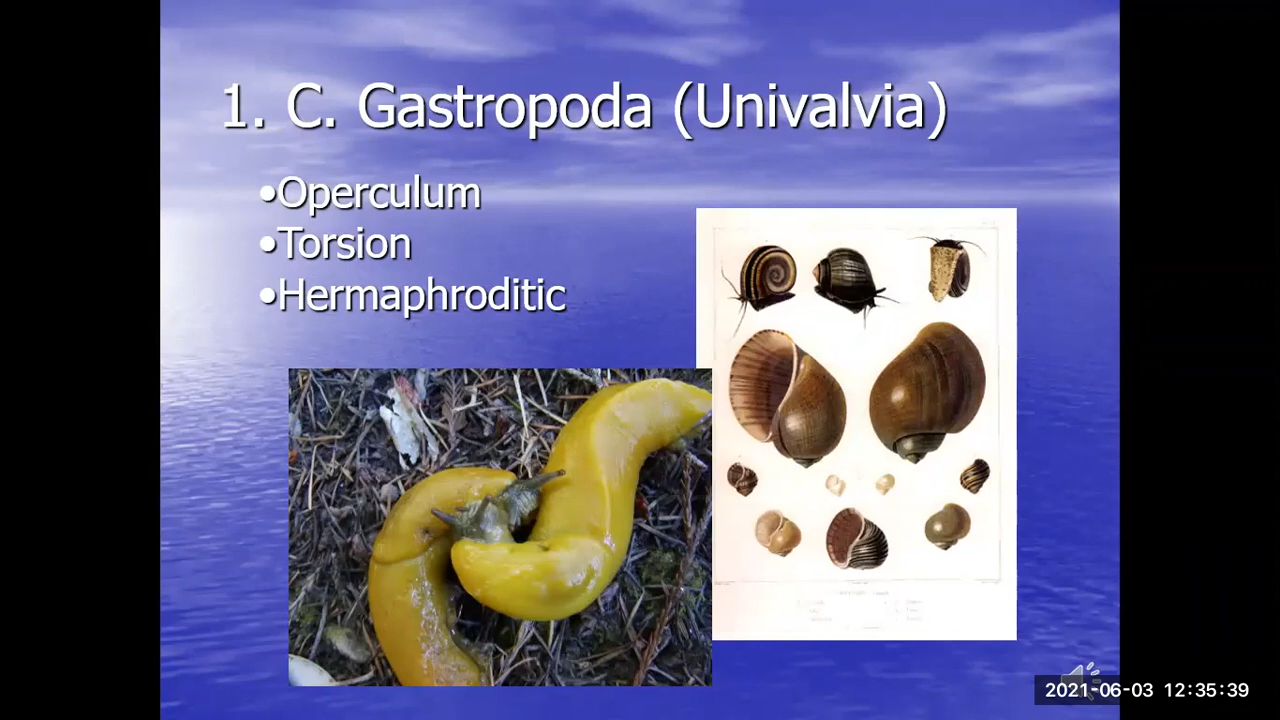 1. C. Gastropoda (Univalvia)
•Operculum
•Torsion
•Hermaphroditic
2021-06-03 12:35:39